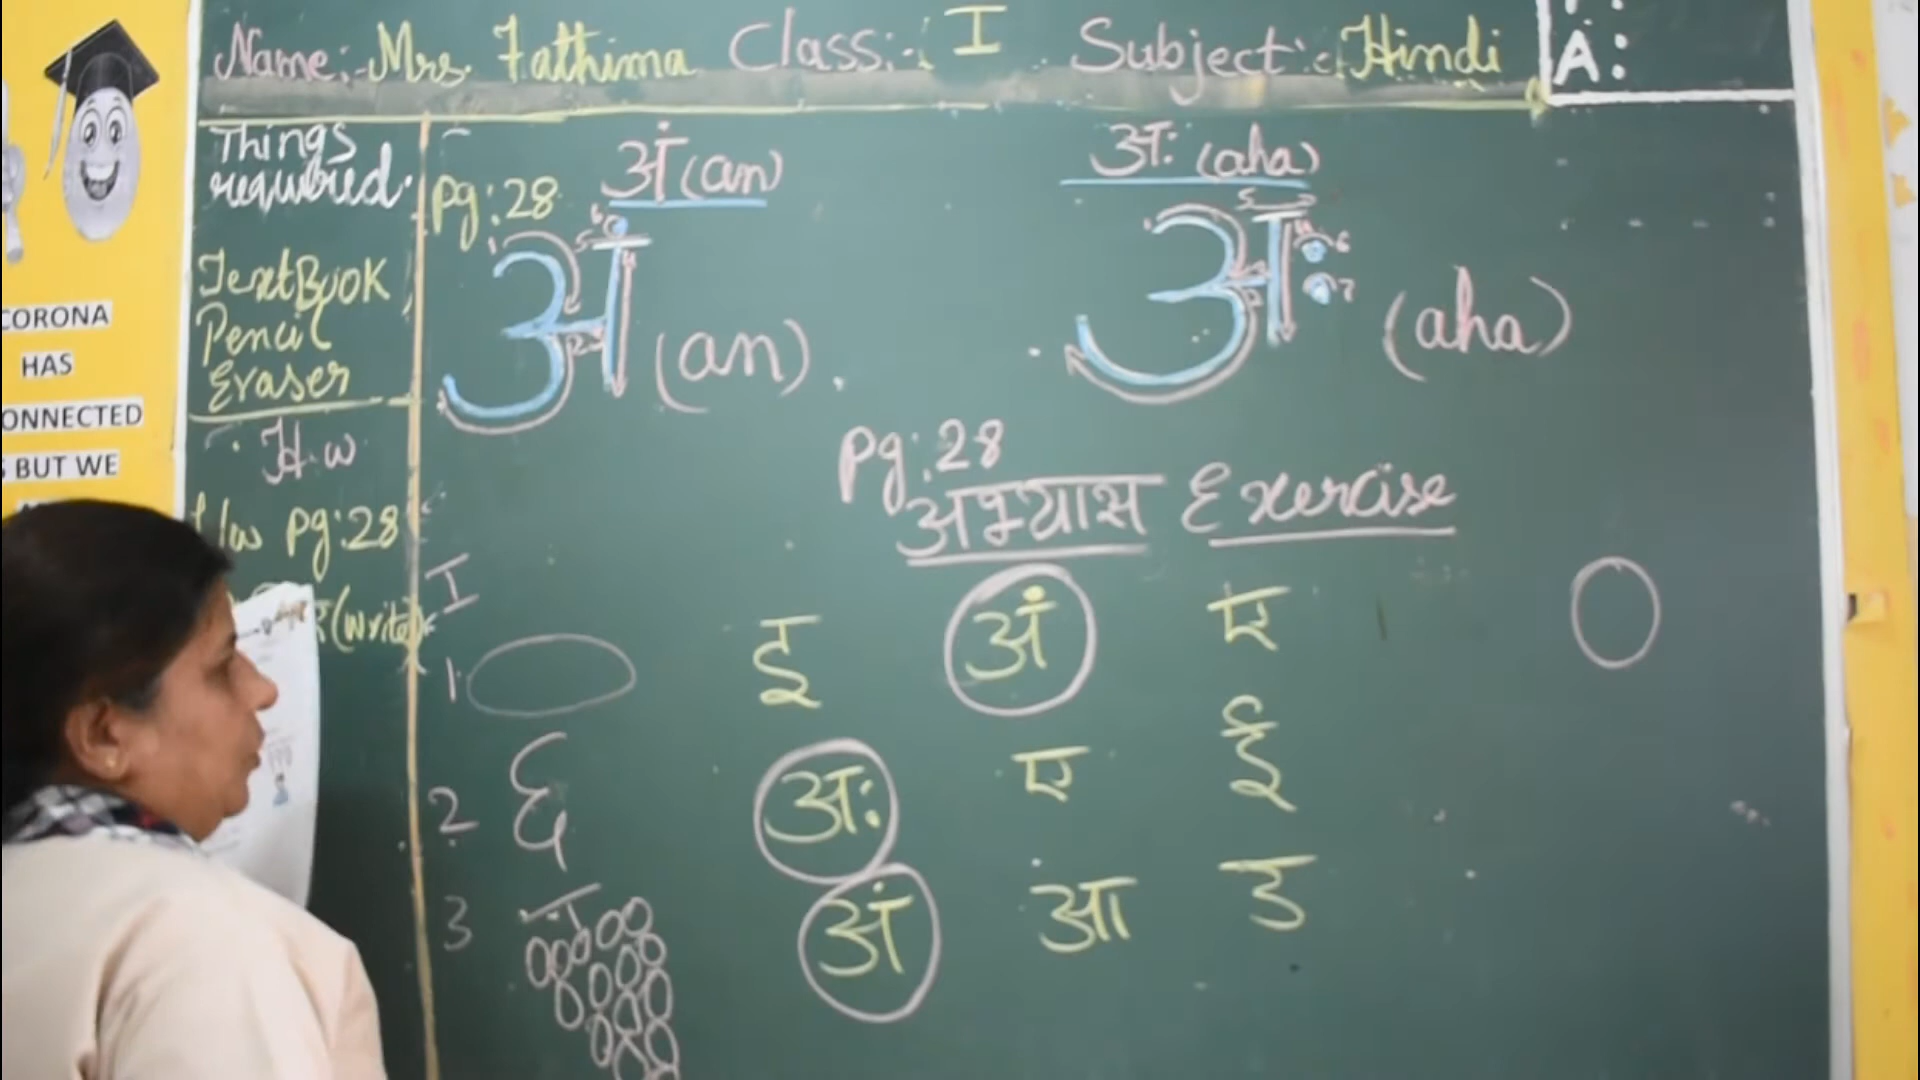 Name:- Mrs. Fathima Class:- I Subject: Hindi
A:
Things
required.
TextBook
Pencil
Eraser
H.w
pg:28
(write)
CORONA
HAS
ONNECTED
BUT WE
pg:28 अं (an) अः (aha)
अं (an). अः (aha)
pg:28
अभ्यास Exercise
I
1. इ अं ए
2. अः ए ई
3 अं आ ड